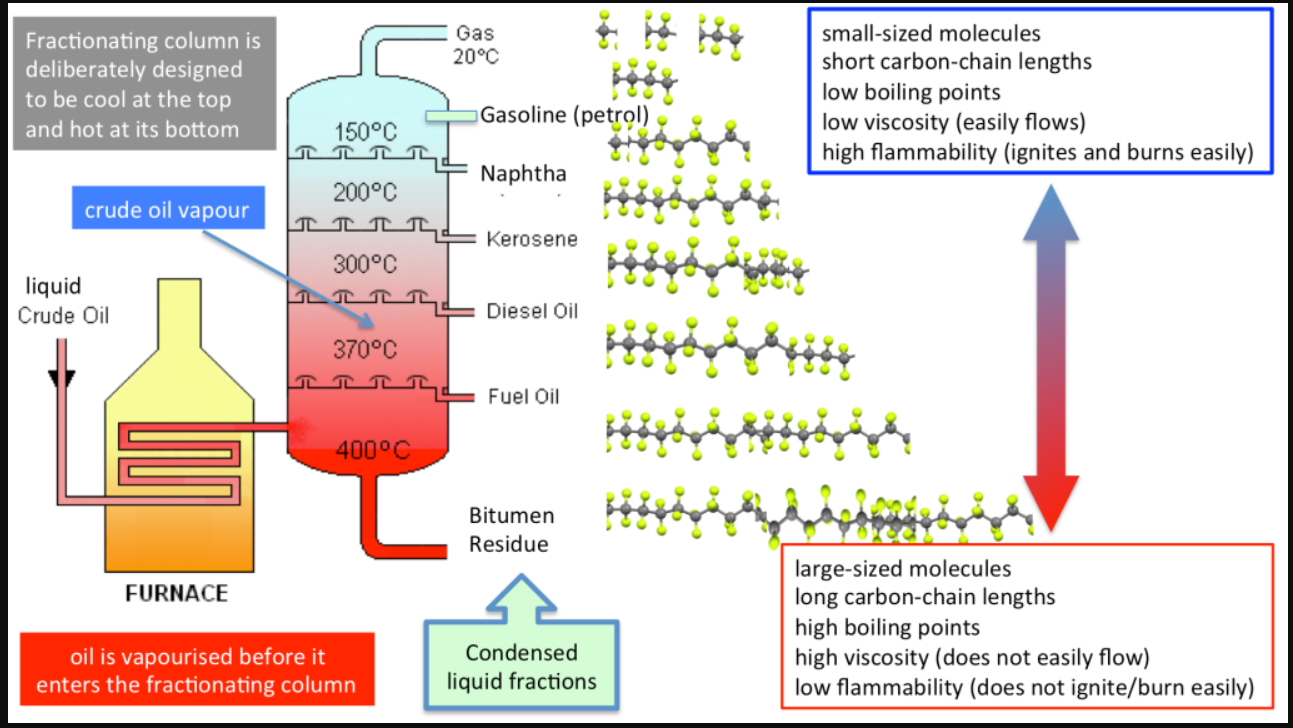 Fractionating column is
deliberately designed
to be cool at the top
and hot at its bottom
Gas
20°C
Gasoline (petrol)
150°C
Naphtha
200°C
Kerosene
300°C
Diesel Oil
370°C
Fuel Oil
400°C
Bitumen
Residue
crude oil vapour
liquid
Crude Oil
FURNACE
oil is vapourised before it
enters the fractionating column
Condensed
liquid fractions
small-sized molecules
short carbon-chain lengths
low boiling points
low viscosity (easily flows)
high flammability (ignites and burns easily)
large-sized molecules
long carbon-chain lengths
high boiling points
high viscosity (does not easily flow)
low flammability (does not ignite/burn easily)